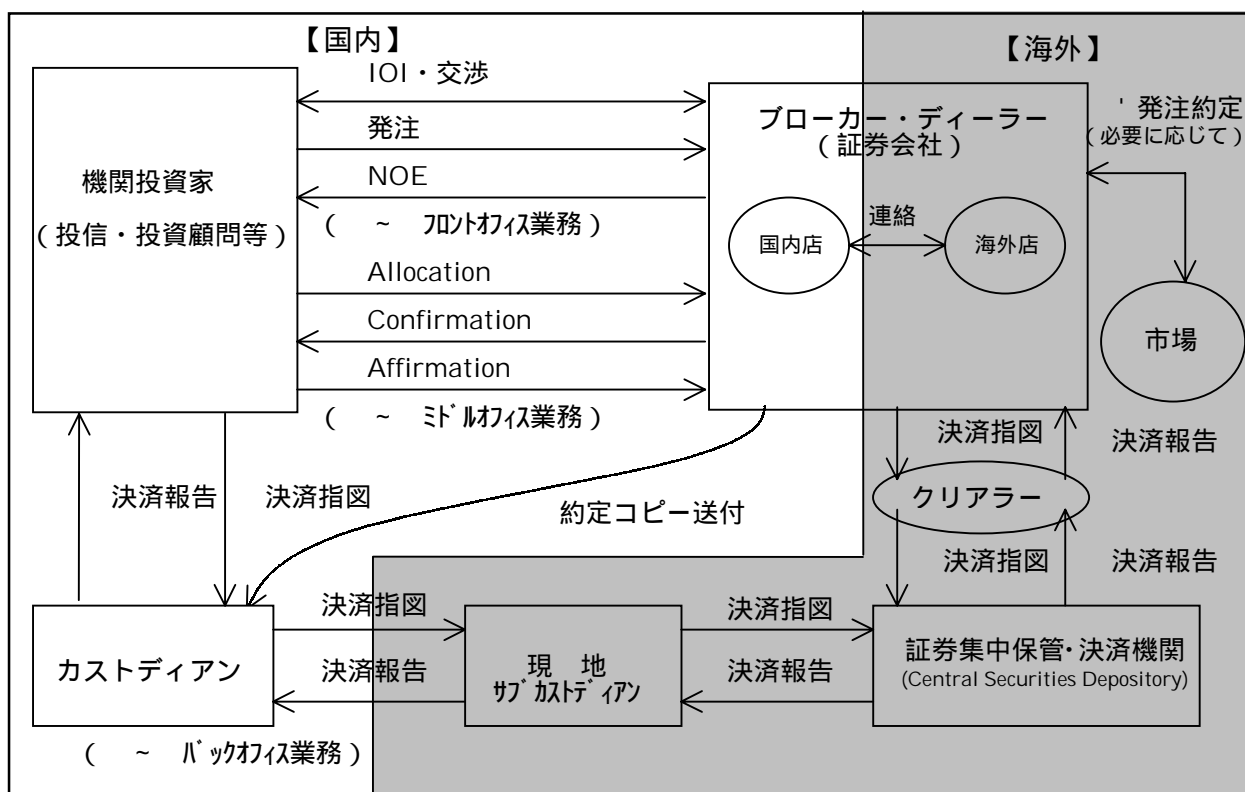 【国内】
【海外】
IOI・交渉
発注
NOE
( ~ フロントオフィス業務)
Allocation
Confirmation
Affirmation
( ~ ミドルオフィス業務)
機関投資家
(投信・投資顧問等)
ブローカー・ディーラー
(証券会社)
国内店
連絡
海外店
' 発注約定
(必要に応じて)
市場
決済報告
決済指図
約定コピー送付
決済指図
決済報告
クリアラー
決済指図
決済報告
カストディアン
決済指図
決済報告
現 地
サブカストディアン
決済指図
決済報告
証券集中保管・決済機関
(Central Securities Depository)
( ~ バックオフィス業務)